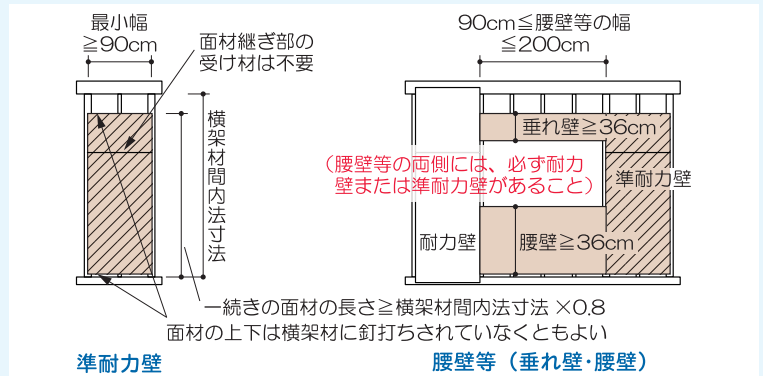 最小幅
≧90cm
面材継ぎ部の
受け材は不要
横架材間内法寸法
一続きの面材の長さ≧横架材間内法寸法 ×0.8
面材の上下は横架材に釘打ちされていなくともよい
準耐力壁
90cm≦腰壁等の幅
≦200cm
垂れ壁≧36cm
（腰壁等の両側には、必ず耐力
壁または準耐力壁があること）
準耐力壁
耐力壁
腰壁≧36cm
腰壁等（垂れ壁･腰壁）